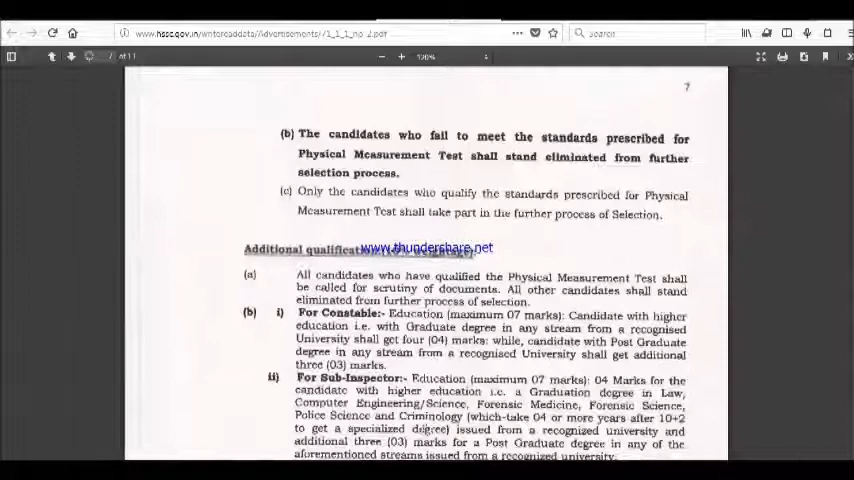 www.hssc.gov.in/writereaddata//advertisements//1_1_1_no_2.pdf
Search
7 of 11
120%
7
(b) The candidates who fail to meet the standards prescribed for
Physical Measurement Test shall stand eliminated from further
selection process.
(c) Only the candidates who qualify the standards prescribed for Physical
Measurement Test shall take part in the further process of Selection.
www.thundershare.net
Additional qualification
(a) All candidates who have qualified the Physical Measurement Test shall
be called for scrutiny of documents. All other candidates shall stand
eliminated from further process of selection.
(b) i) For Constable:- Education (maximum 07 marks): Candidate with higher
education i.e. with Graduate degree in any stream from a recognised
University shall get four (04) marks: while, candidate with Post Graduate
degree in any stream from a recognised University shall get additional
three (03) marks.
ii) For Sub-Inspector:- Education (maximum 07 marks): 04 Marks for the
candidate with higher education i.e. a Graduation degree in Law,
Computer Engineering/Science, Forensic Medicine, Forensic Science,
Police Science and Criminology (which-take 04 or more years after 10+2
to get a specialized degree) issued from a recognized university and
additional three (03) marks for a Post Graduate degree in any of the
aforementioned streams issued from a recognized university.